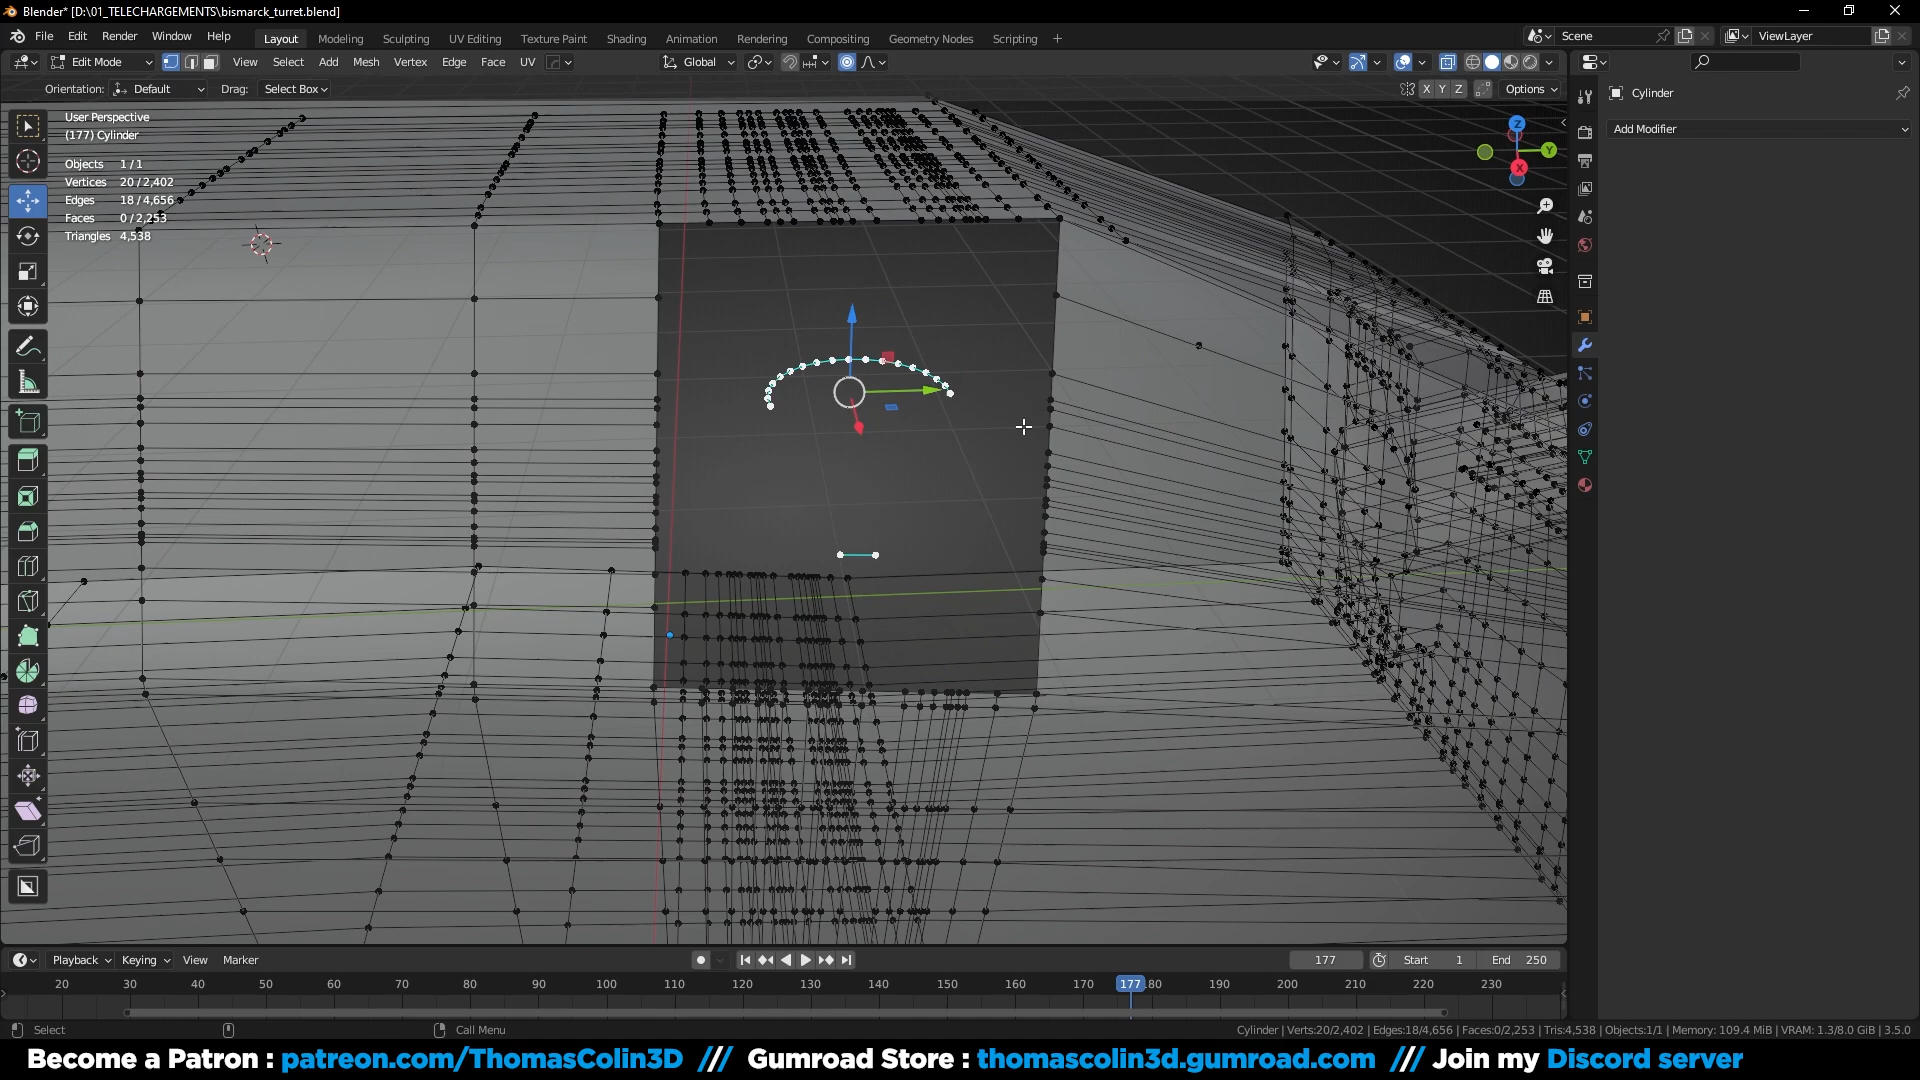 Blender* [D:\01_TELECHARGEMENTS\bismarck_turret.blend]
File Edit Render Window Help Layout Modeling Sculpting UV Editing Texture Paint Shading Animation Rendering Compositing Geometry Nodes Scripting + Scene ViewLayer
Edit Mode View Select Add Mesh Vertex Edge Face UV Global
Orientation: Default Drag: Select Box X Y Z Options
Cylinder
Add Modifier
User Perspective
(177) Cylinder
Objects 1/1
Vertices 20/2,402
Edges 18/4,656
Faces 0/2,253
Triangles 4,538
Z
Y
X
Playback Keying View Marker 177 Start 1 End 250
20 30 40 50 60 70 80 90 100 110 120 130 140 150 160 170 177 180 190 200 210 220 230
Select Call Menu Cylinder | Verts:20/2,402 | Edges:18/4,656 | Faces:0/2,253 | Tris:4,538 | Objects:1/1 | Memory: 109.4 MiB | VRAM: 1.3/8.0 GiB | 3.5.0
Become a Patron : patreon.com/ThomasColin3D /// Gumroad Store : thomascolin3d.gumroad.com /// Join my Discord server